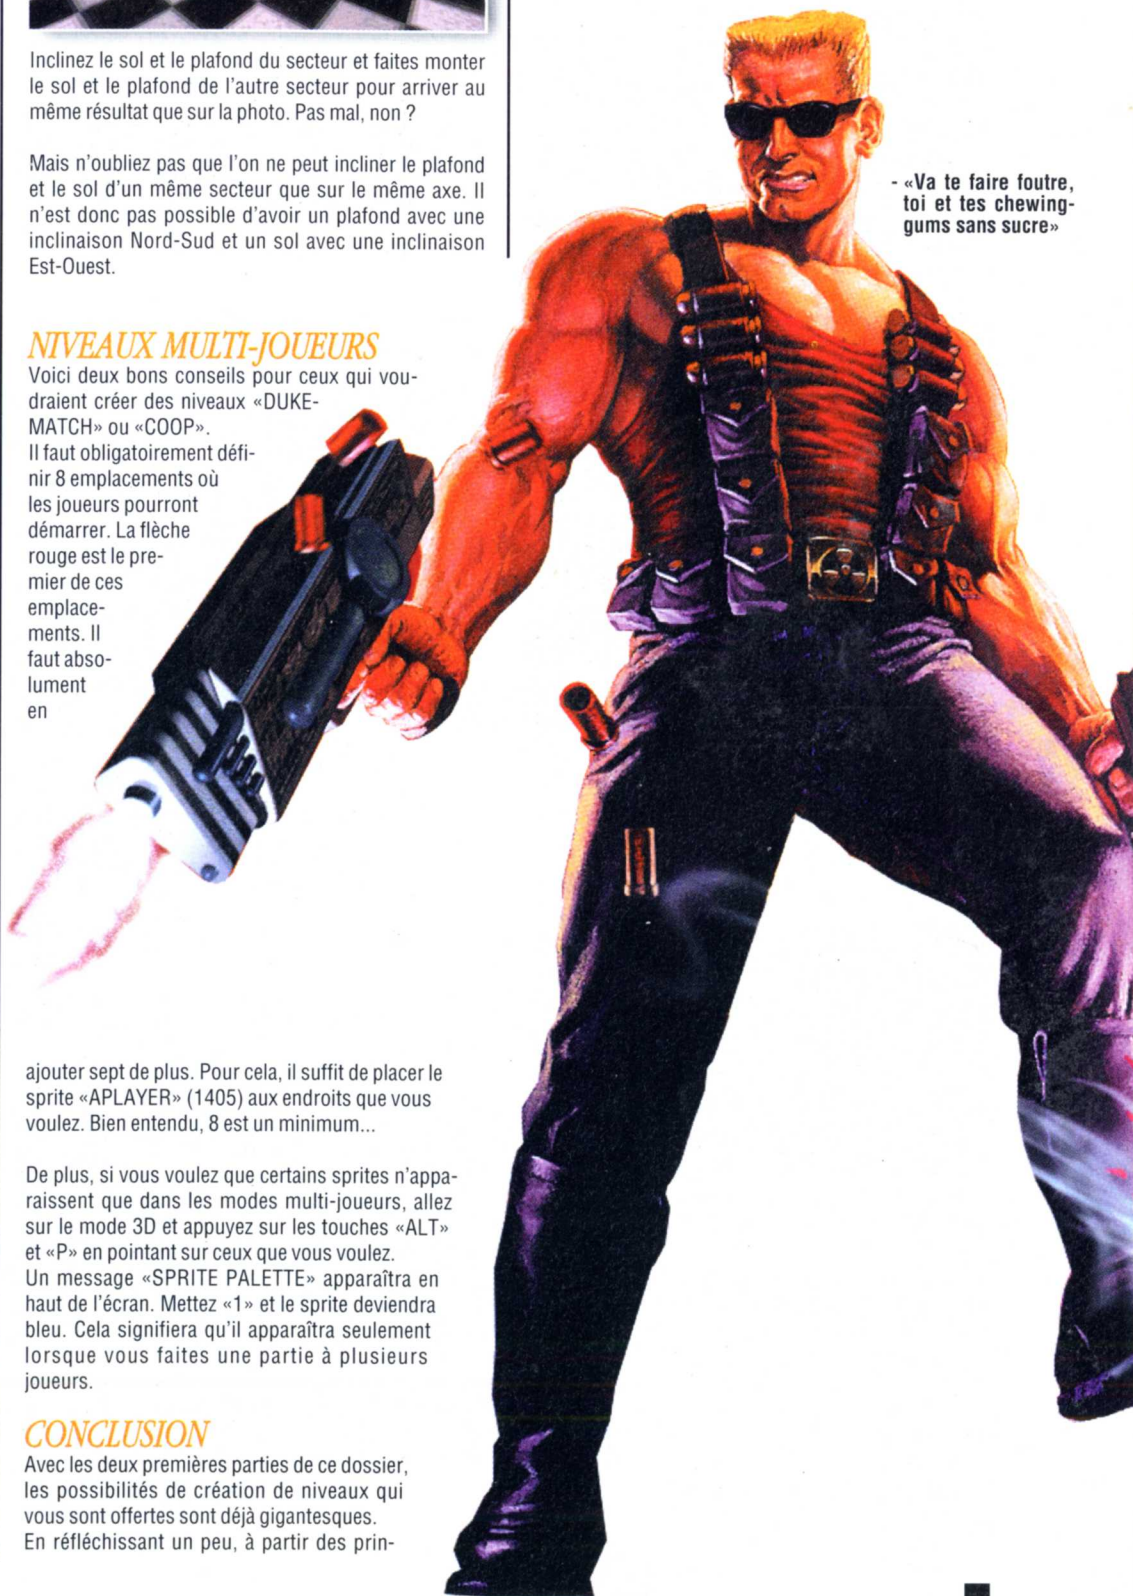 Inclinez le sol et le plafond du secteur et faites monter
le sol et le plafond de l'autre secteur pour arriver au
même résultat que sur la photo. Pas mal, non ?
Mais n'oubliez pas que l'on ne peut incliner le plafond
et le sol d'un même secteur que sur le même axe. Il
n'est donc pas possible d'avoir un plafond avec une
inclinaison Nord-Sud et un sol avec une inclinaison
Est-Ouest.
NIVEAUX MULTI-JOUEURS
Voici deux bons conseils pour ceux qui vou-
draient créer des niveaux «DUKE-
MATCH» ou «COOP».
Il faut obligatoirement défi-
nir 8 emplacements où
les joueurs pourront
démarrer. La flèche
rouge est le pre-
mier de ces
emplace-
ments. Il
faut abso-
lument
en
ajouter sept de plus. Pour cela, il suffit de placer le
sprite «APLAYER» (1405) aux endroits que vous
voulez. Bien entendu, 8 est un minimum...
De plus, si vous voulez que certains sprites n'appa-
raissent que dans les modes multi-joueurs, allez
sur le mode 3D et appuyez sur les touches «ALT»
et «P» en pointant sur ceux que vous voulez.
Un message «SPRITE PALETTE» apparaîtra en
haut de l'écran. Mettez «1» et le sprite deviendra
bleu. Cela signifiera qu'il apparaîtra seulement
lorsque vous faites une partie à plusieurs
joueurs.
CONCLUSION
Avec les deux premières parties de ce dossier,
les possibilités de création de niveaux qui
vous sont offertes sont déjà gigantesques.
En réfléchissant un peu, à partir des prin-
- «Va te faire foutre,
toi et tes chewing-
gums sans sucre»